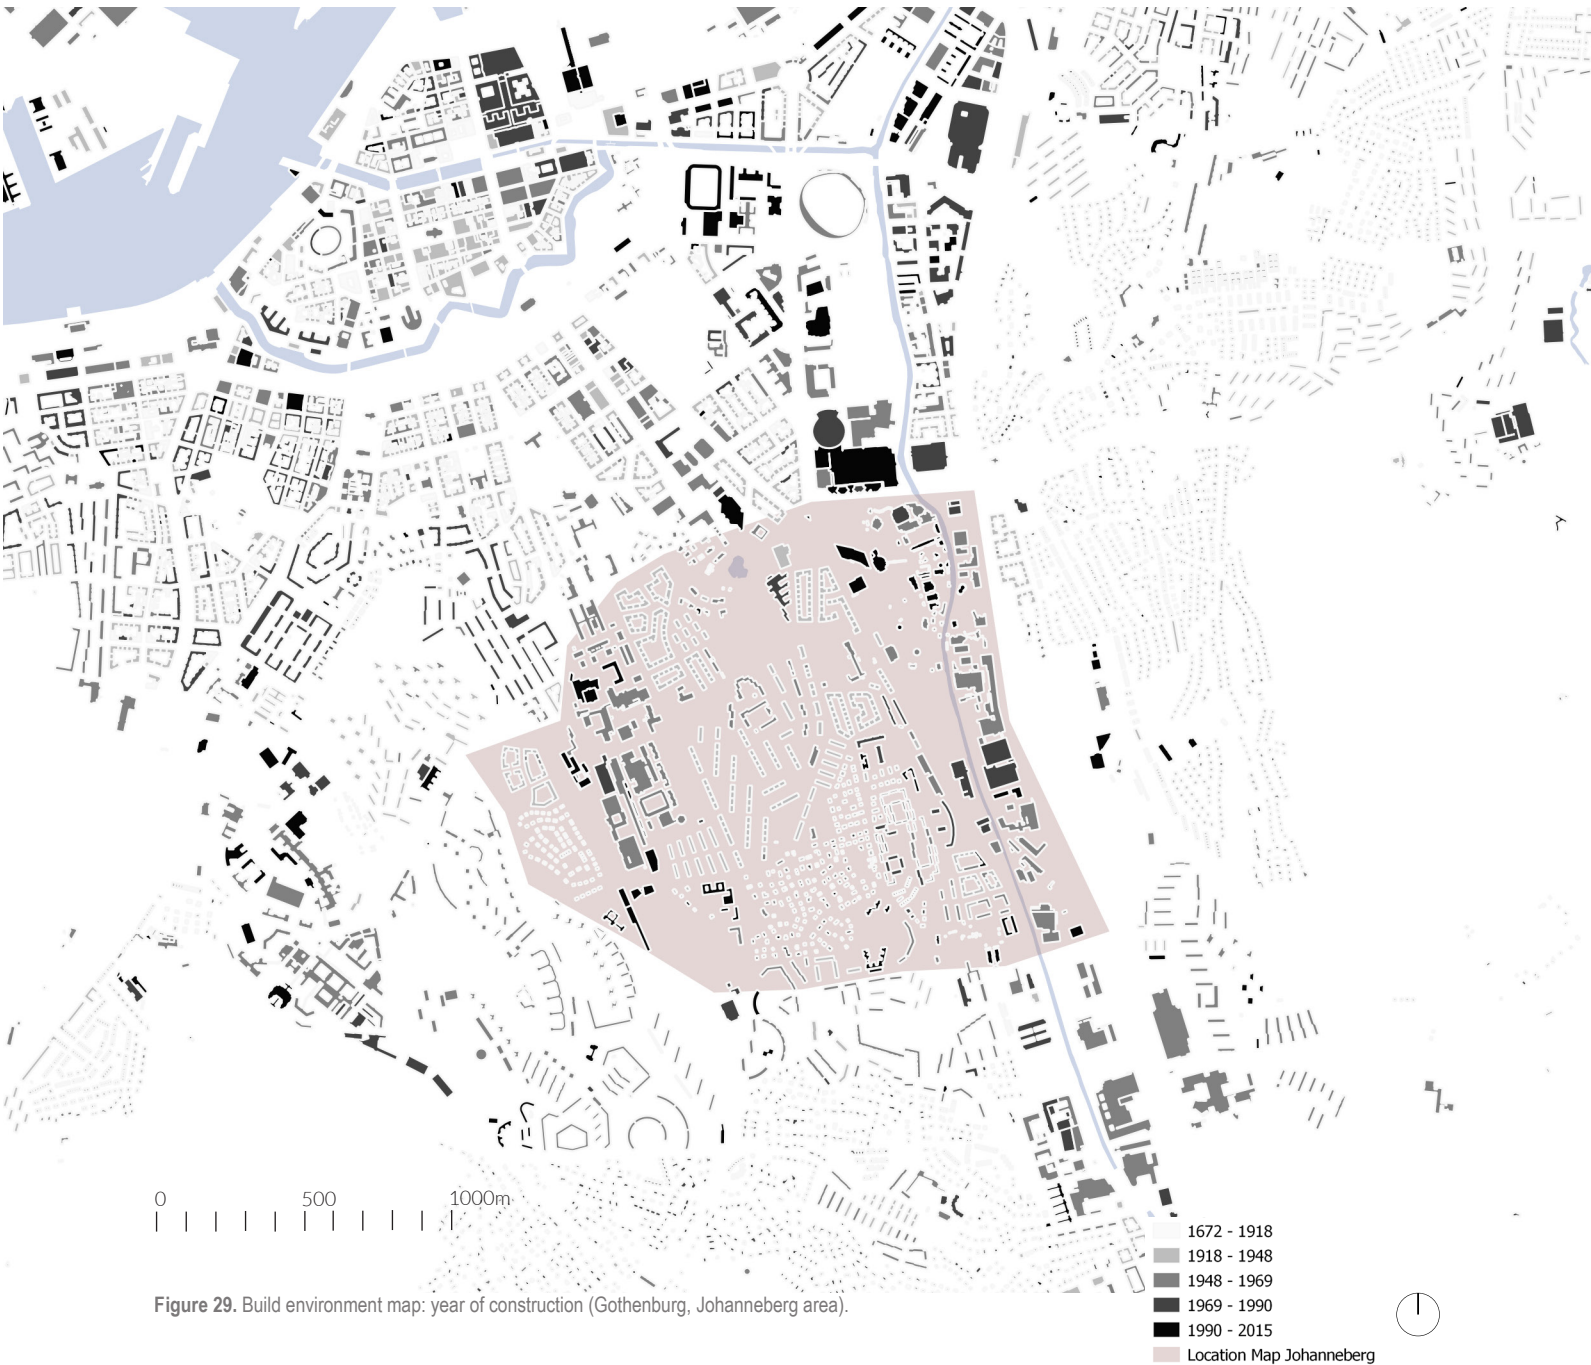 0 500 1000m
1672 - 1918
1918 - 1948
1948 - 1969
1969 - 1990
1990 - 2015
Location Map Johanneberg
Figure 29. Build environment map: year of construction (Gothenburg, Johanneberg area).